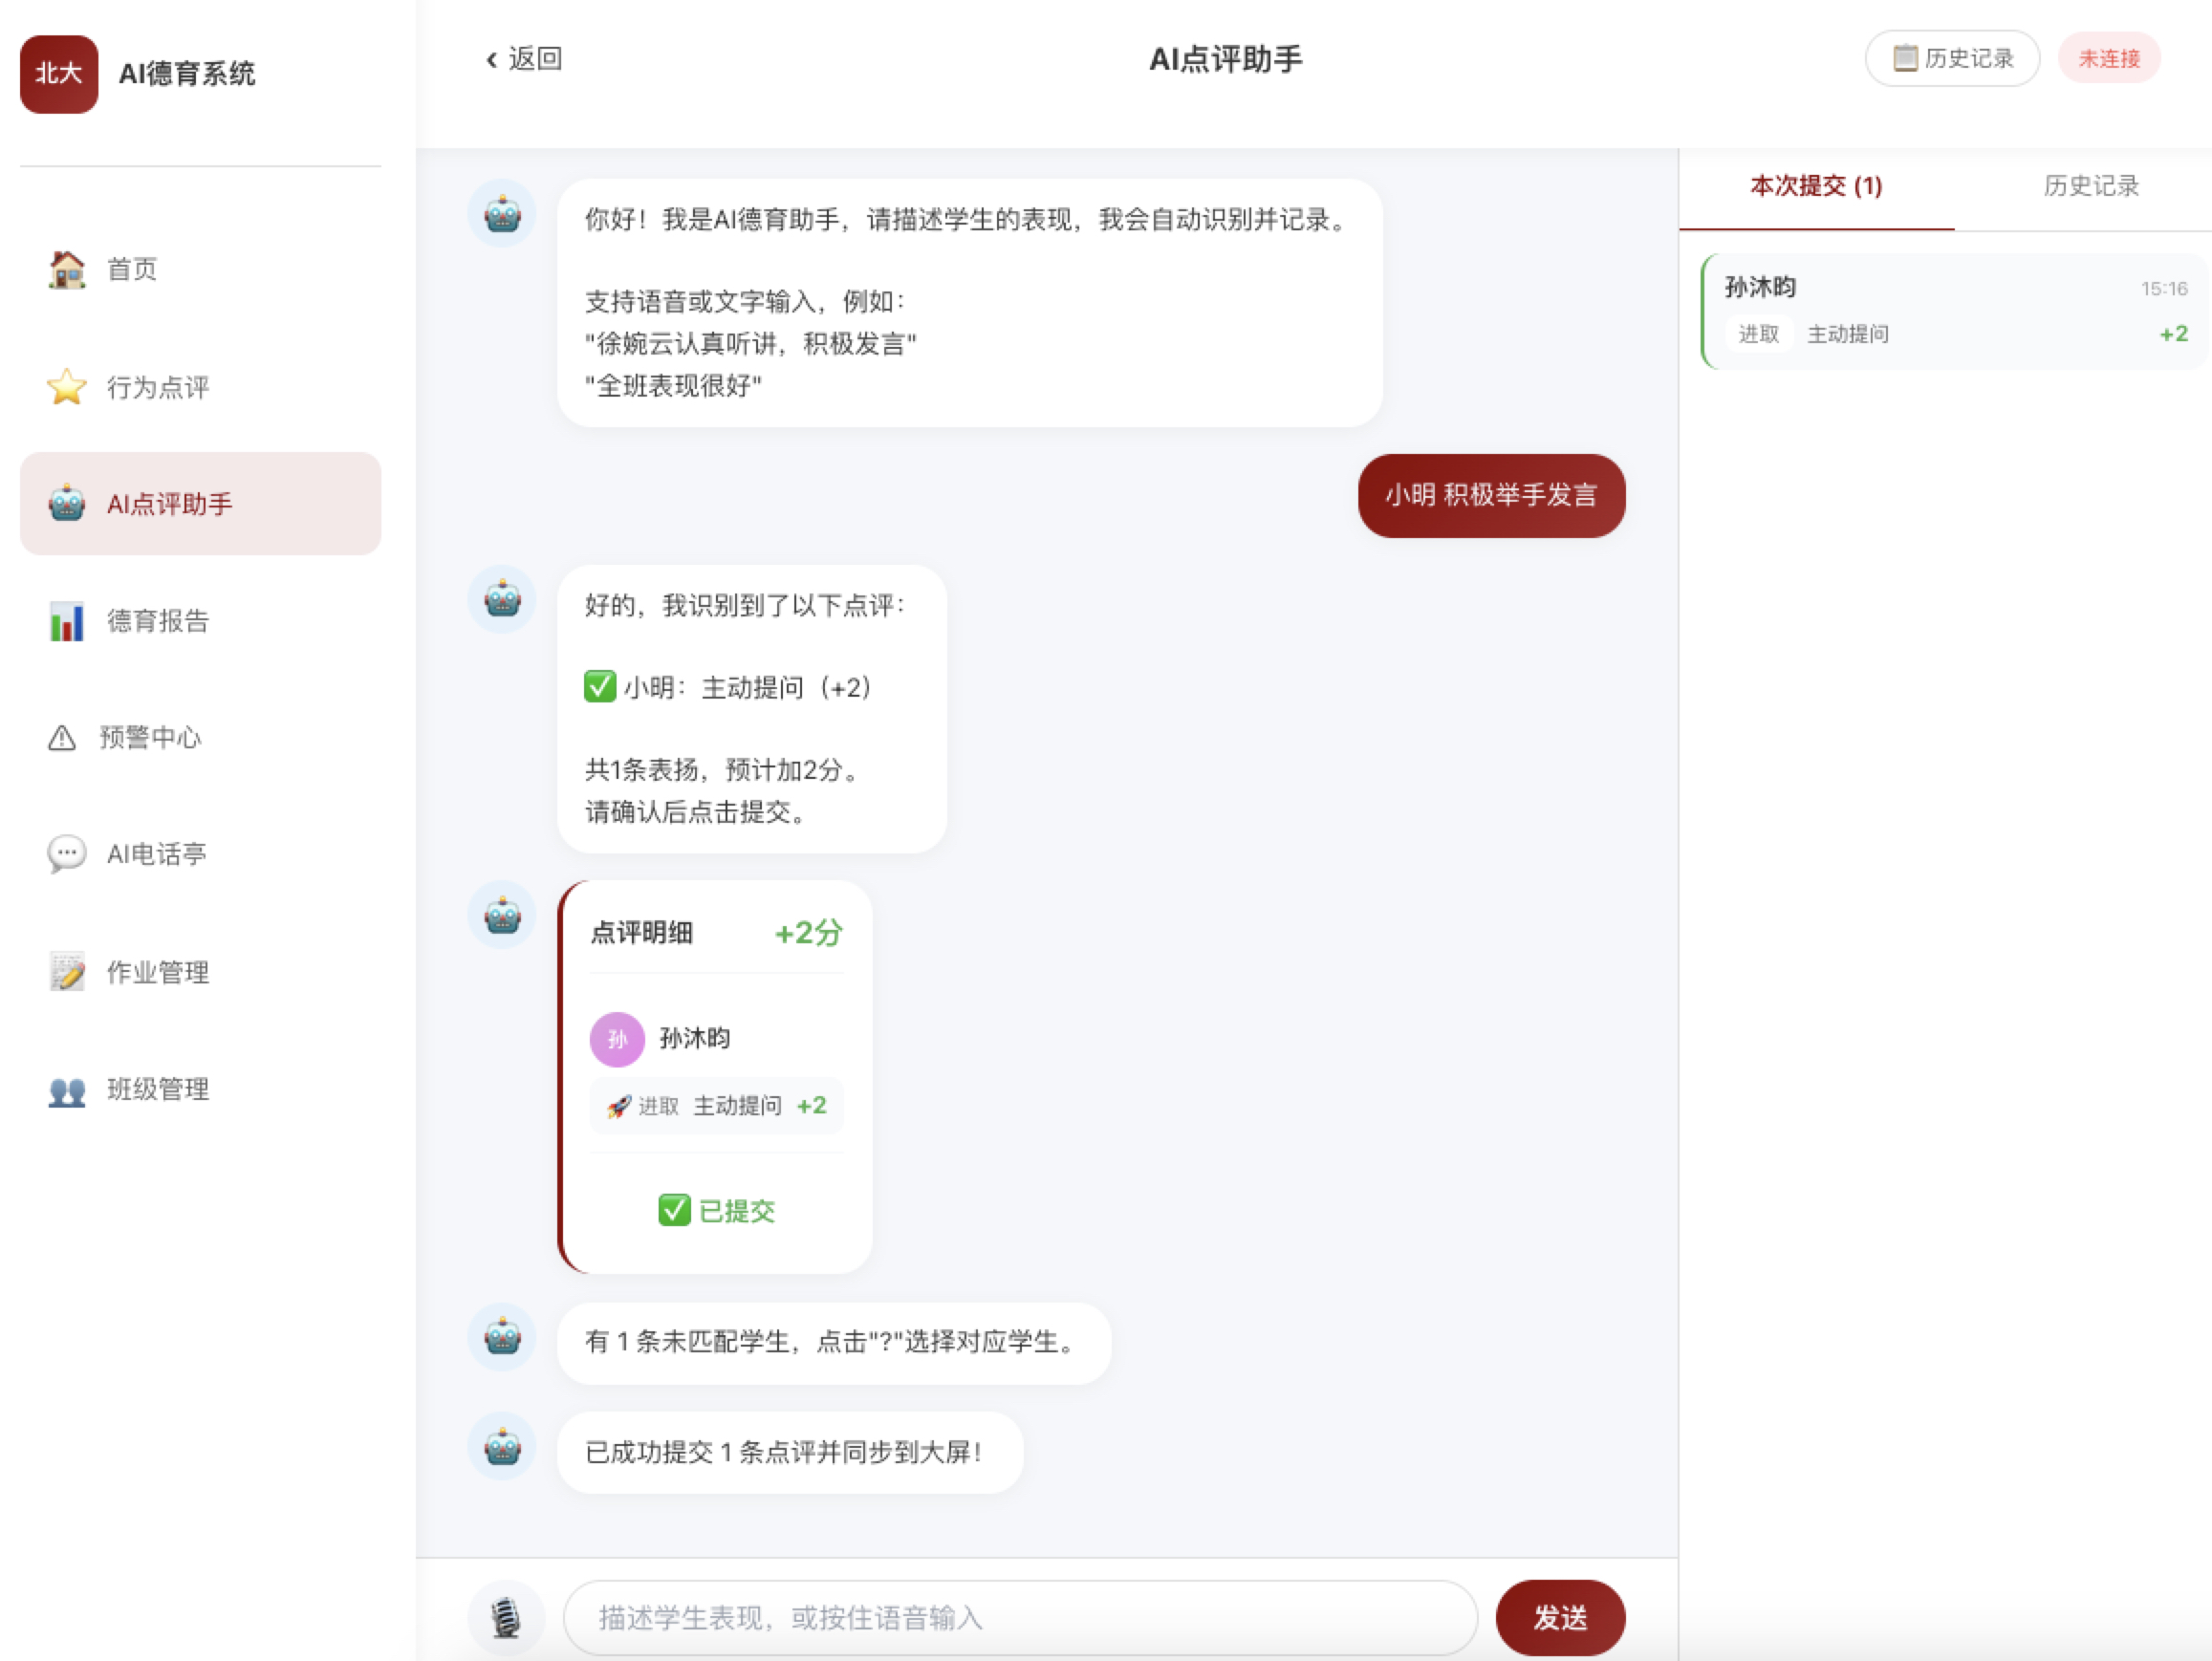 北大
AI德育系统
首页
行为点评
AI点评助手
德育报告
预警中心
AI电话亭
作业管理
班级管理
‹ 返回
AI点评助手
历史记录
未连接
你好！我是AI德育助手，请描述学生的表现，我会自动识别并记录。
支持语音或文字输入，例如：
"徐婉云认真听讲，积极发言"
"全班表现很好"
小明 积极举手发言
好的，我识别到了以下点评：
✅ 小明：主动提问（+2）
共1条表扬，预计加2分。
请确认后点击提交。
点评明细 +2分
孙 孙沐昀
进取 主动提问 +2
✅ 已提交
有 1 条未匹配学生，点击"?"选择对应学生。
已成功提交 1 条点评并同步到大屏！
描述学生表现，或按住语音输入
发送
本次提交 (1) 历史记录
孙沐昀 15:16
进取 主动提问 +2